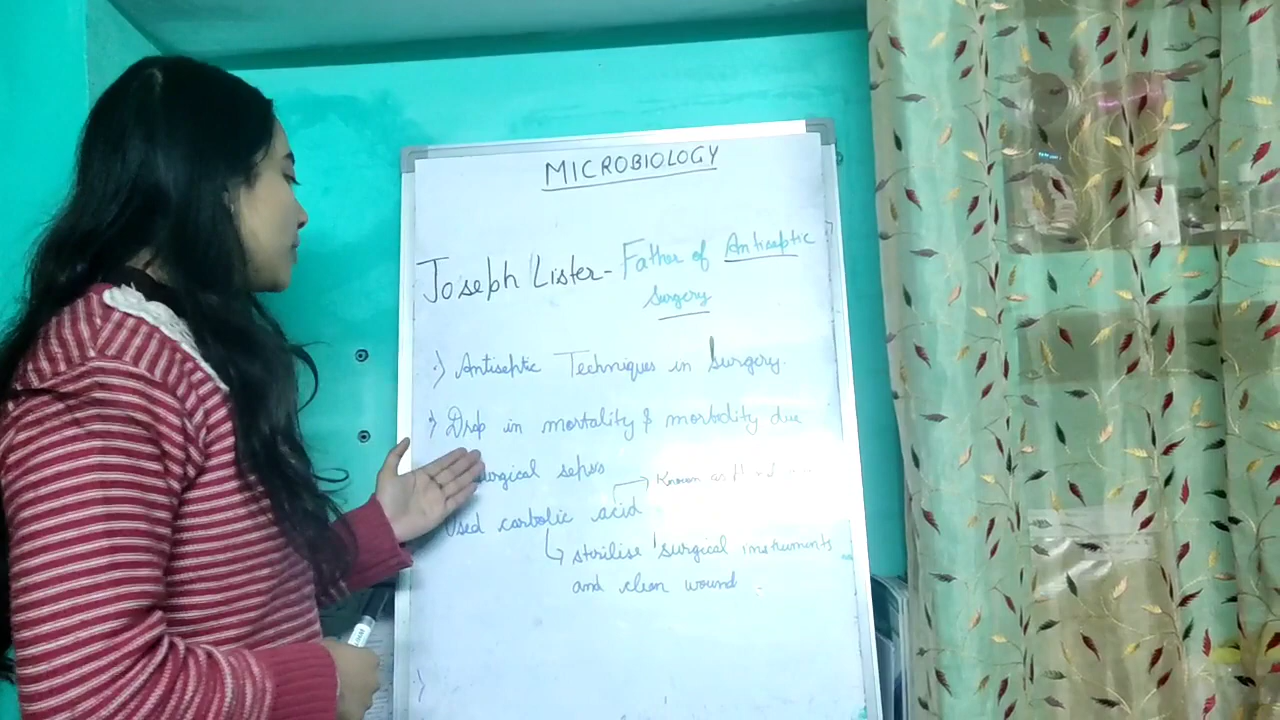 MICROBIOLOGY
Joseph Lister - Father of Antiseptic
Surgery
Antiseptic Techniques in Surgery.
Drop in mortality & morbidity due
surgical sepsis
Known as
Used carbolic acid
sterilise surgical instruments
and clean wound